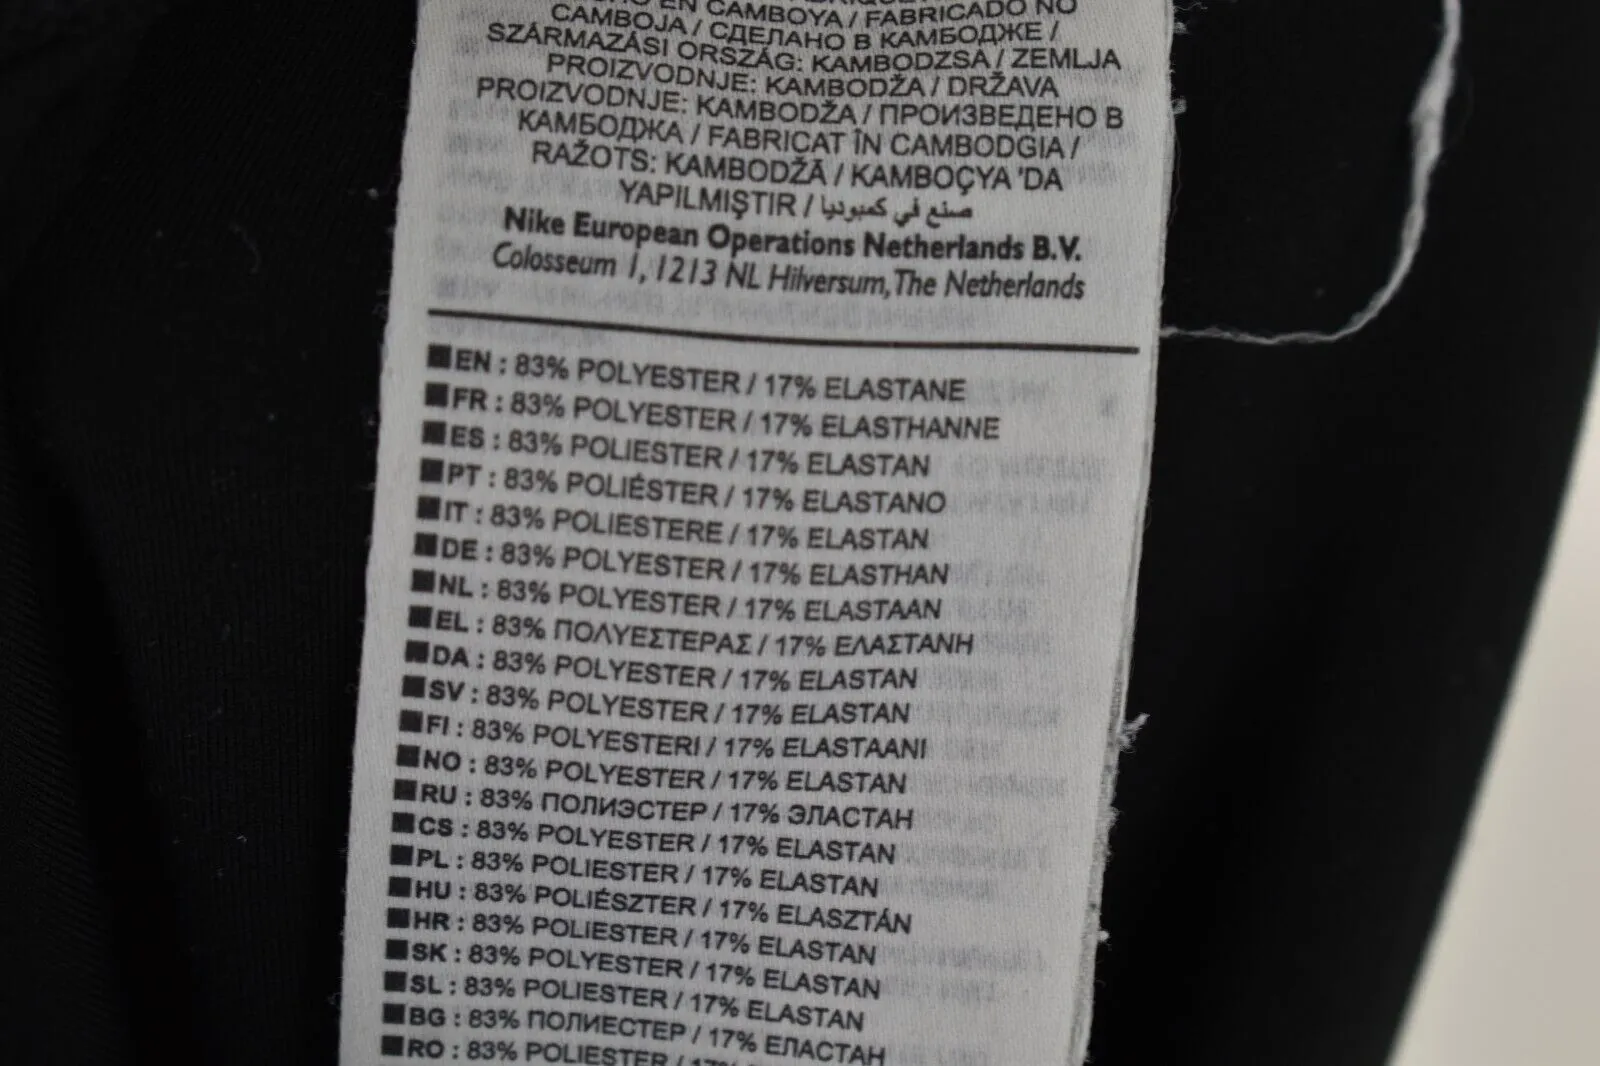 EN CAMBOYA / FABRICADO NO
CAMBOJA / СДЕЛАНО В КАМБОДЖЕ /
SZÁRMAZÁSI ORSZÁG: KAMBODZSA / ZEMLJA
PROIZVODNJE: KAMBODŽA / DRŽAVA
PROIZVODNJE: KAMBODŽA / ПРОИЗВЕДЕНО В
КАМБОДЖА / FABRICAT ÎN CAMBODGIA /
RAŽOTS: KAMBODŽĀ / KAMBOÇYA 'DA
YAPILMIŞTIR / صنع في كمبوديا
Nike European Operations Netherlands B.V.
Colosseum 1, 1213 NL Hilversum, The Netherlands
■EN : 83% POLYESTER / 17% ELASTANE
■FR : 83% POLYESTER / 17% ELASTHANNE
■ES : 83% POLIESTER / 17% ELASTAN
■PT : 83% POLIÉSTER / 17% ELASTANO
■IT : 83% POLIESTERE / 17% ELASTAN
■DE : 83% POLYESTER / 17% ELASTHAN
■NL : 83% POLYESTER / 17% ELASTAAN
■EL : 83% ΠΟΛΥΕΣΤΕΡΑΣ / 17% ΕΛΑΣΤΑΝΗ
■DA : 83% POLYESTER / 17% ELASTAN
■SV : 83% POLYESTER / 17% ELASTAN
■FI : 83% POLYESTERI / 17% ELASTAANI
■NO : 83% POLYESTER / 17% ELASTAN
■RU : 83% ПОЛИЭСТЕР / 17% ЭЛАСТАН
■CS : 83% POLYESTER / 17% ELASTAN
■PL : 83% POLIESTER / 17% ELASTAN
■HU : 83% POLIÉSZTER / 17% ELASZTÁN
■HR : 83% POLIESTER / 17% ELASTAN
■SK : 83% POLYESTER / 17% ELASTAN
■SL : 83% POLIESTER / 17% ELASTAN
■BG : 83% ПОЛИЕСТЕР / 17% ЕЛАСТАН
■RO : 83% POLIESTER / 17%